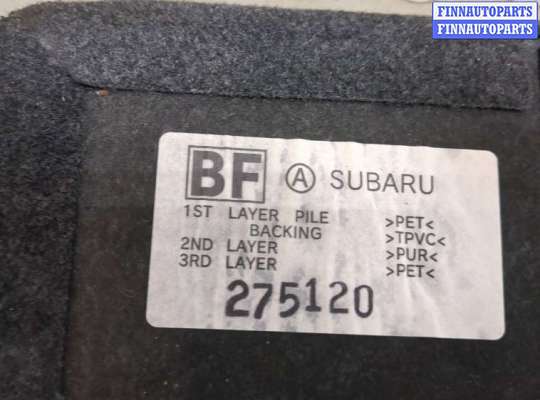 FINNAUTOPARTS
FINNAUTOPARTS
BF Ⓐ SUBARU
1ST LAYER PILE >PET<
BACKING >TPVC<
2ND LAYER >PUR<
3RD LAYER >PET<
275120